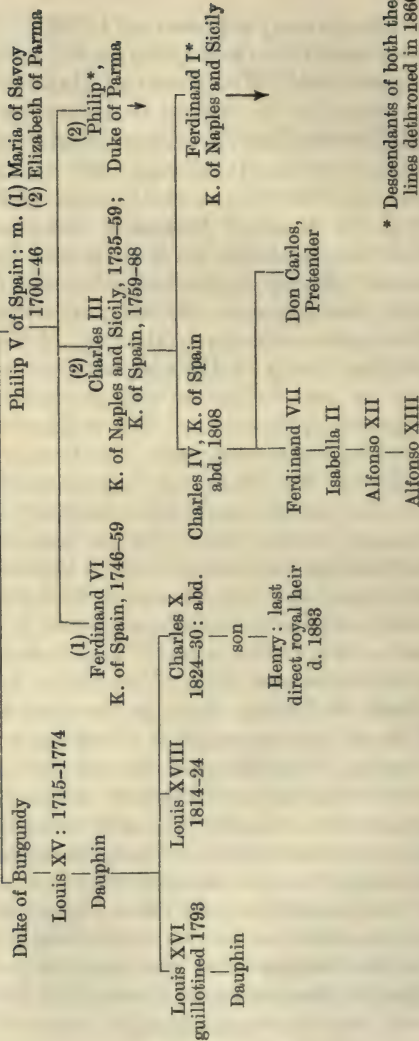 Philip V of Spain: m. (1) Maria of Savoy
1700–46 (2) Elizabeth of Parma
Duke of Burgundy
Louis XV: 1715–1774
Dauphin
Louis XVI
guillotined 1793
Dauphin
Louis XVIII
1814–24
Charles X
1824–30: abd.
son
Henry: last
direct royal heir
d. 1883
(1)
Ferdinand VI
K. of Spain, 1746–59
(2)
Charles III
K. of Naples and Sicily, 1735–59;
K. of Spain, 1759–88
(2)
Philip*,
Duke of Parma
Charles IV, K. of Spain
abd. 1808
Ferdinand I*
K. of Naples and Sicily
Ferdinand VII
Isabella II
Alfonso XII
Alfonso XIII
Don Carlos,
Pretender
* Descendants of both the
lines dethroned in 1860